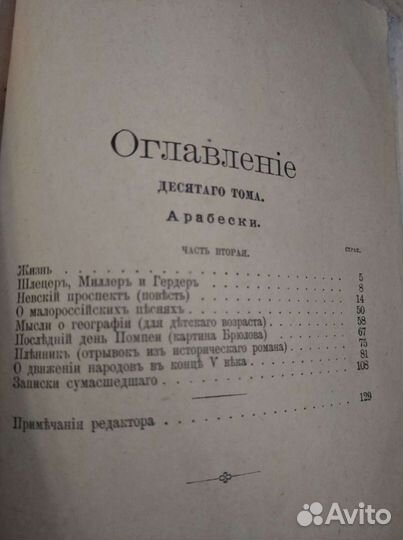 Оглавленіе
ДЕСЯТАГО ТОМА.
Арабески.
ЧАСТЬ ВТОРАЯ.
СТРАН.
Жизнь 5
Шлецеръ, Миллеръ и Гердеръ 8
Невскій проспектъ (повѣсть) 14
О малороссійскихъ пѣсняхъ 50
Мысли о географіи (для дѣтскаго возраста) 58
Послѣдній день Помпеи (картина Брюлова) 67
Плѣнникъ (отрывокъ изъ историческаго романа) 75
О движеніи народовъ въ концѣ V вѣка 81
Записки сумасшедшаго 108
Примѣчанія редактора 129
Avito